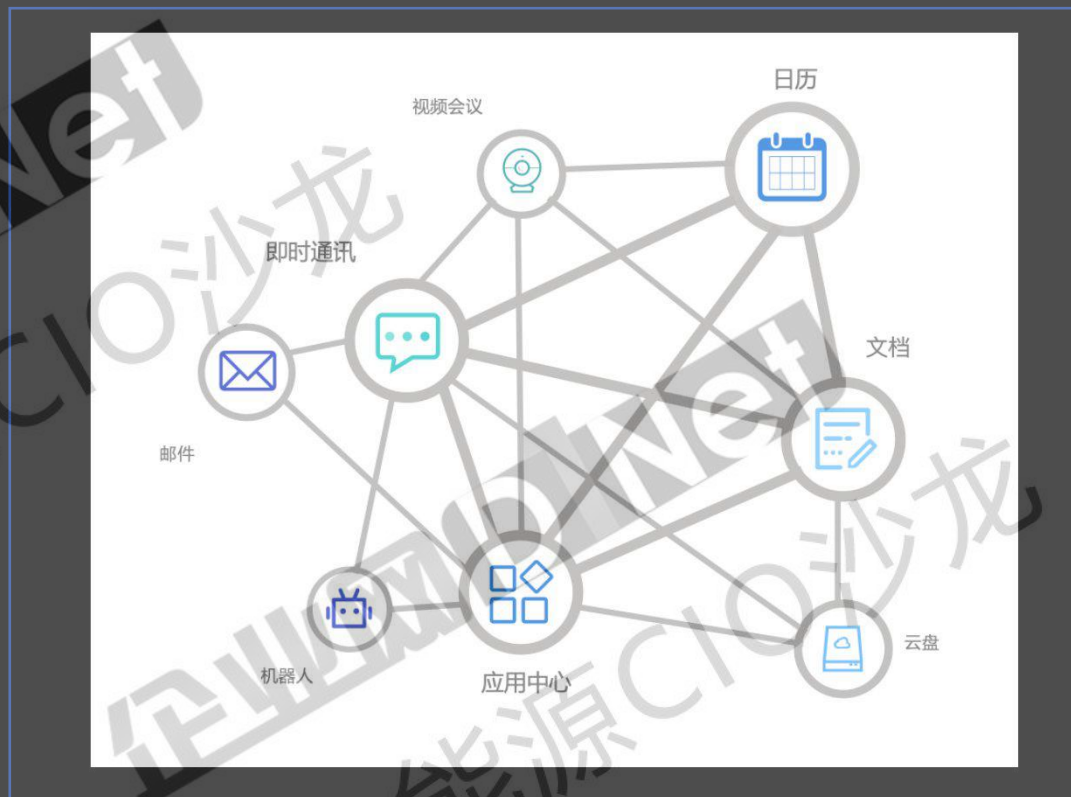 日历
视频会议
即时通讯
文档
邮件
云盘
机器人
应用中心
Net
CIO沙龙
企业网D1Net
能源CIO沙龙